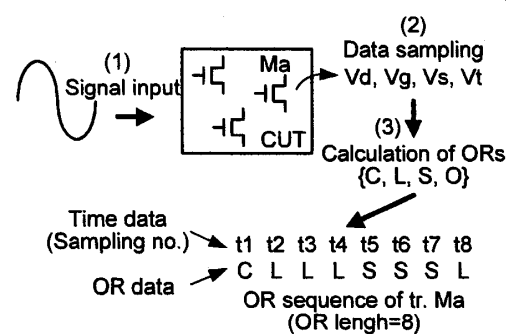 (1)
Signal input
Ma
CUT
(2)
Data sampling
Vd, Vg, Vs, Vt
(3)
Calculation of ORs
{C, L, S, O}
Time data
(Sampling no.)
t1 t2 t3 t4 t5 t6 t7 t8
OR data
C L L L S S S L
OR sequence of tr. Ma
(OR lengh=8)